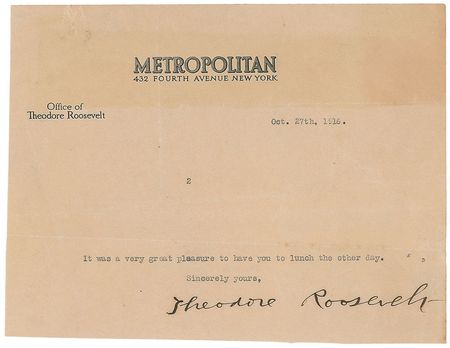 METROPOLITAN
432 FOURTH AVENUE NEW YORK
Office of
Theodore Roosevelt
Oct. 27th, 1916.
2
It was a very great pleasure to have you to lunch the other day.
Sincerely yours,
Theodore Roosevelt